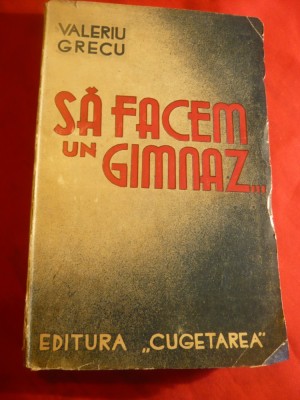 VALERIU
GRECU
SĂ FACEM
UN GIMNAZ...
EDITURA „CUGETAREA"